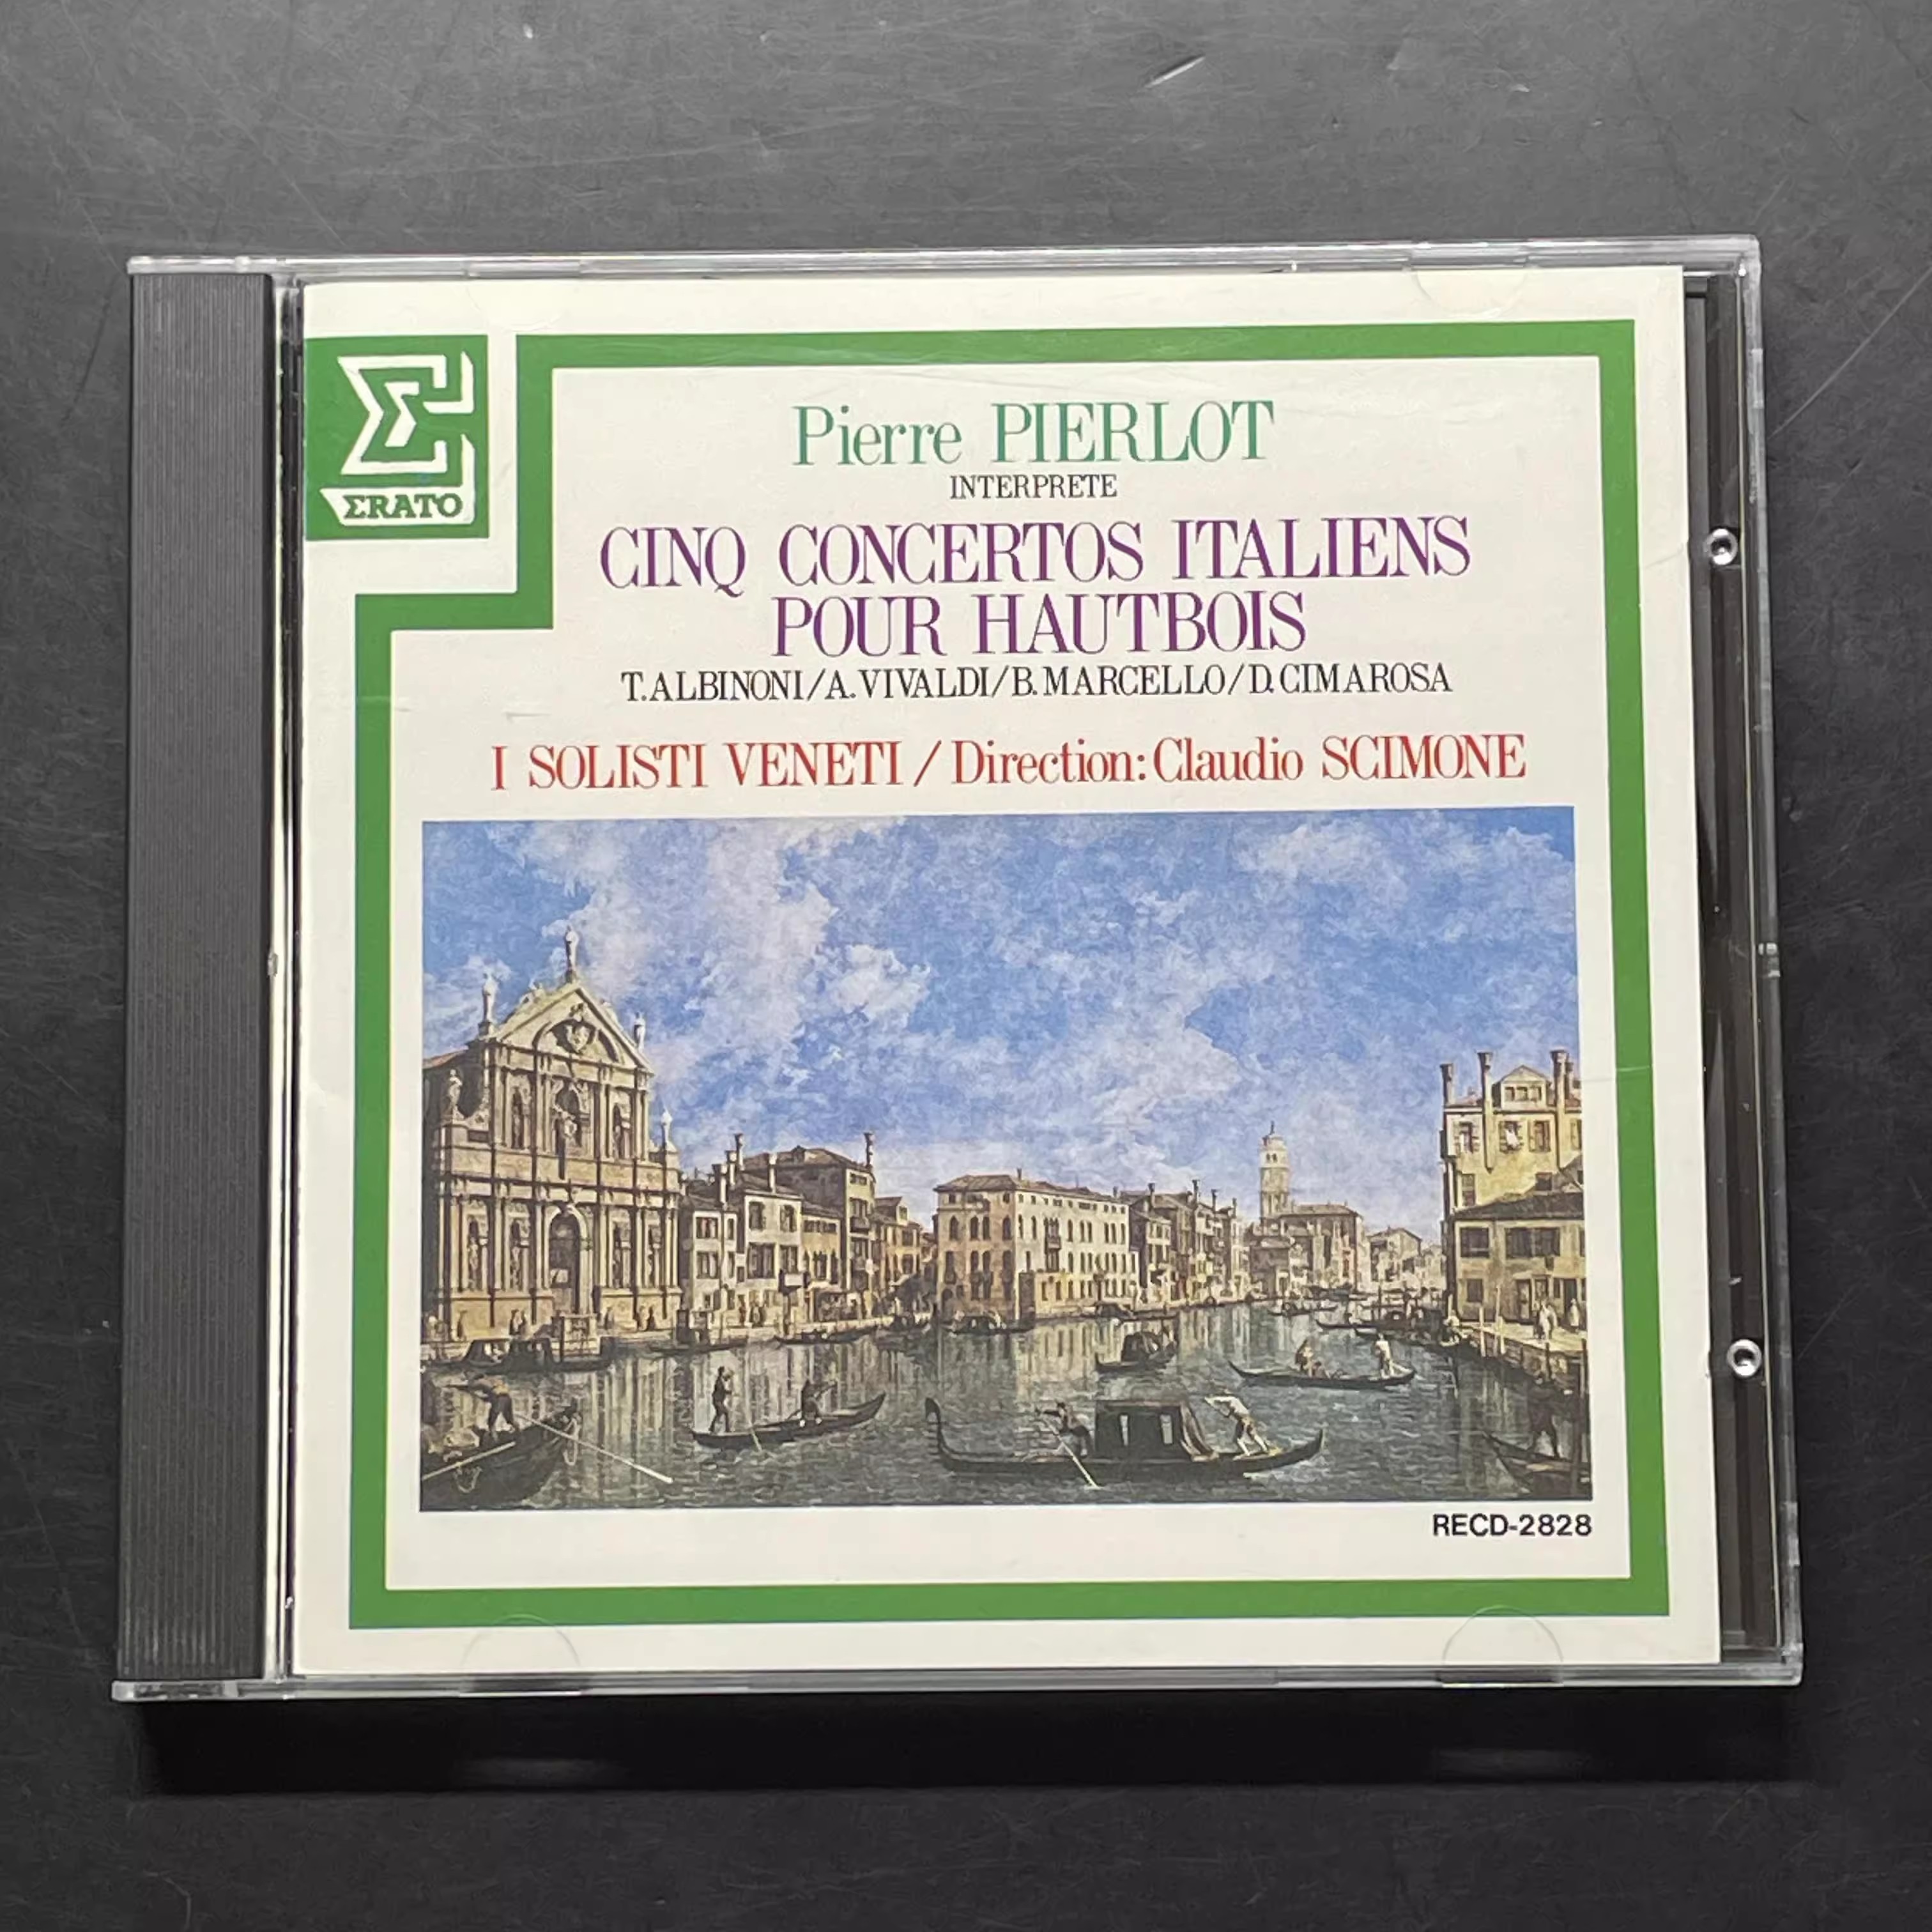 ΣRATO
Pierre PIERLOT
INTERPRETE
CINQ CONCERTOS ITALIENS
POUR HAUTBOIS
T.ALBINONI/A.VIVALDI/B.MARCELLO/D.CIMAROSA
I SOLISTI VENETI / Direction: Claudio SCIMONE
RECD-2828